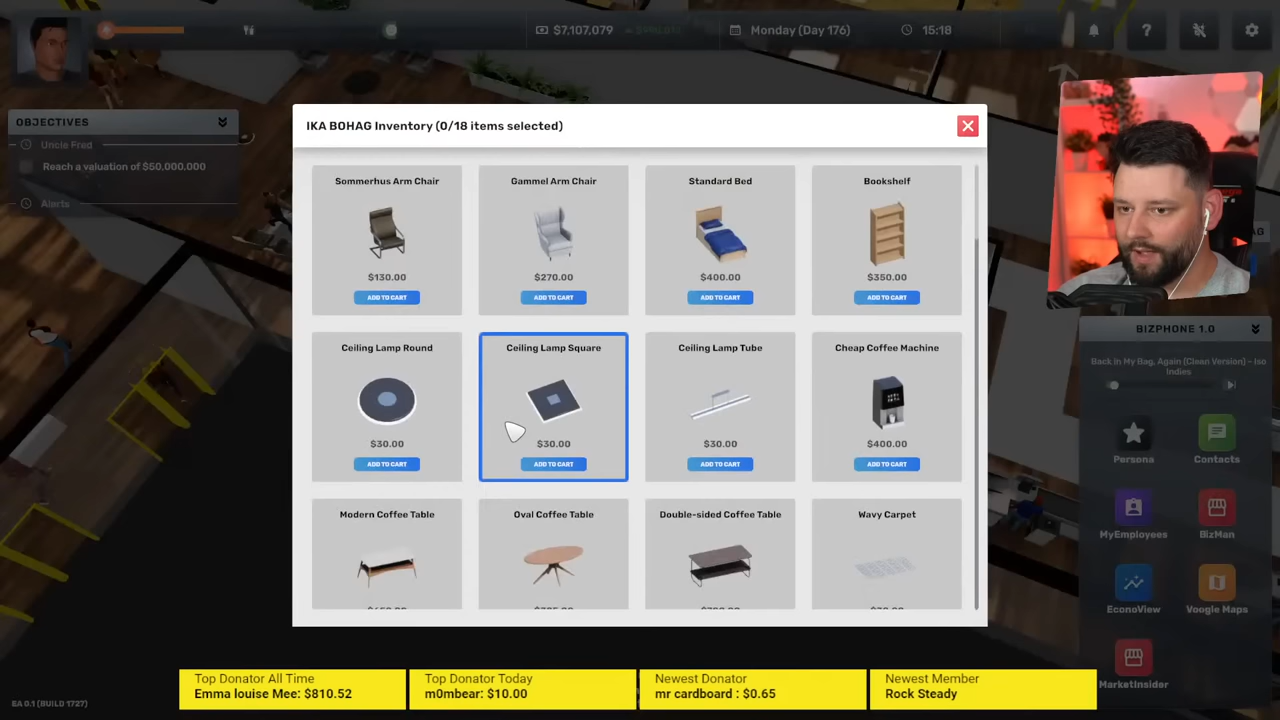 $7,107,079
Monday (Day 176)
15:18
?
OBJECTIVES
Uncle Fred
Reach a valuation of $50,000.000
Alerts
IKA BOHAG Inventory (0/18 items selected)
Sommerhus Arm Chair
Gammel Arm Chair
Standard Bed
Bookshelf
$130.00
$270.00
$400.00
$350.00
ADD TO CART
ADD TO CART
ADD TO CART
ADD TO CART
Ceiling Lamp Round
Ceiling Lamp Square
Ceiling Lamp Tube
Cheap Coffee Machine
$30.00
$30.00
$30.00
$400.00
ADD TO CART
ADD TO CART
ADD TO CART
ADD TO CART
Modern Coffee Table
Oval Coffee Table
Double-sided Coffee Table
Wavy Carpet
BIZPHONE 1.0
Back In My Bag, Again (Clean Version) - Iso
Indies
Persona
Contacts
MyEmployees
BizMan
EconoView
Voogle Maps
MarketInsider
Top Donator All Time
Emma louise Mee: $810.52
Top Donator Today
m0mbear: $10.00
Newest Donator
mr cardboard : $0.65
Newest Member
Rock Steady
EA 0.1 (BUILD 1727)